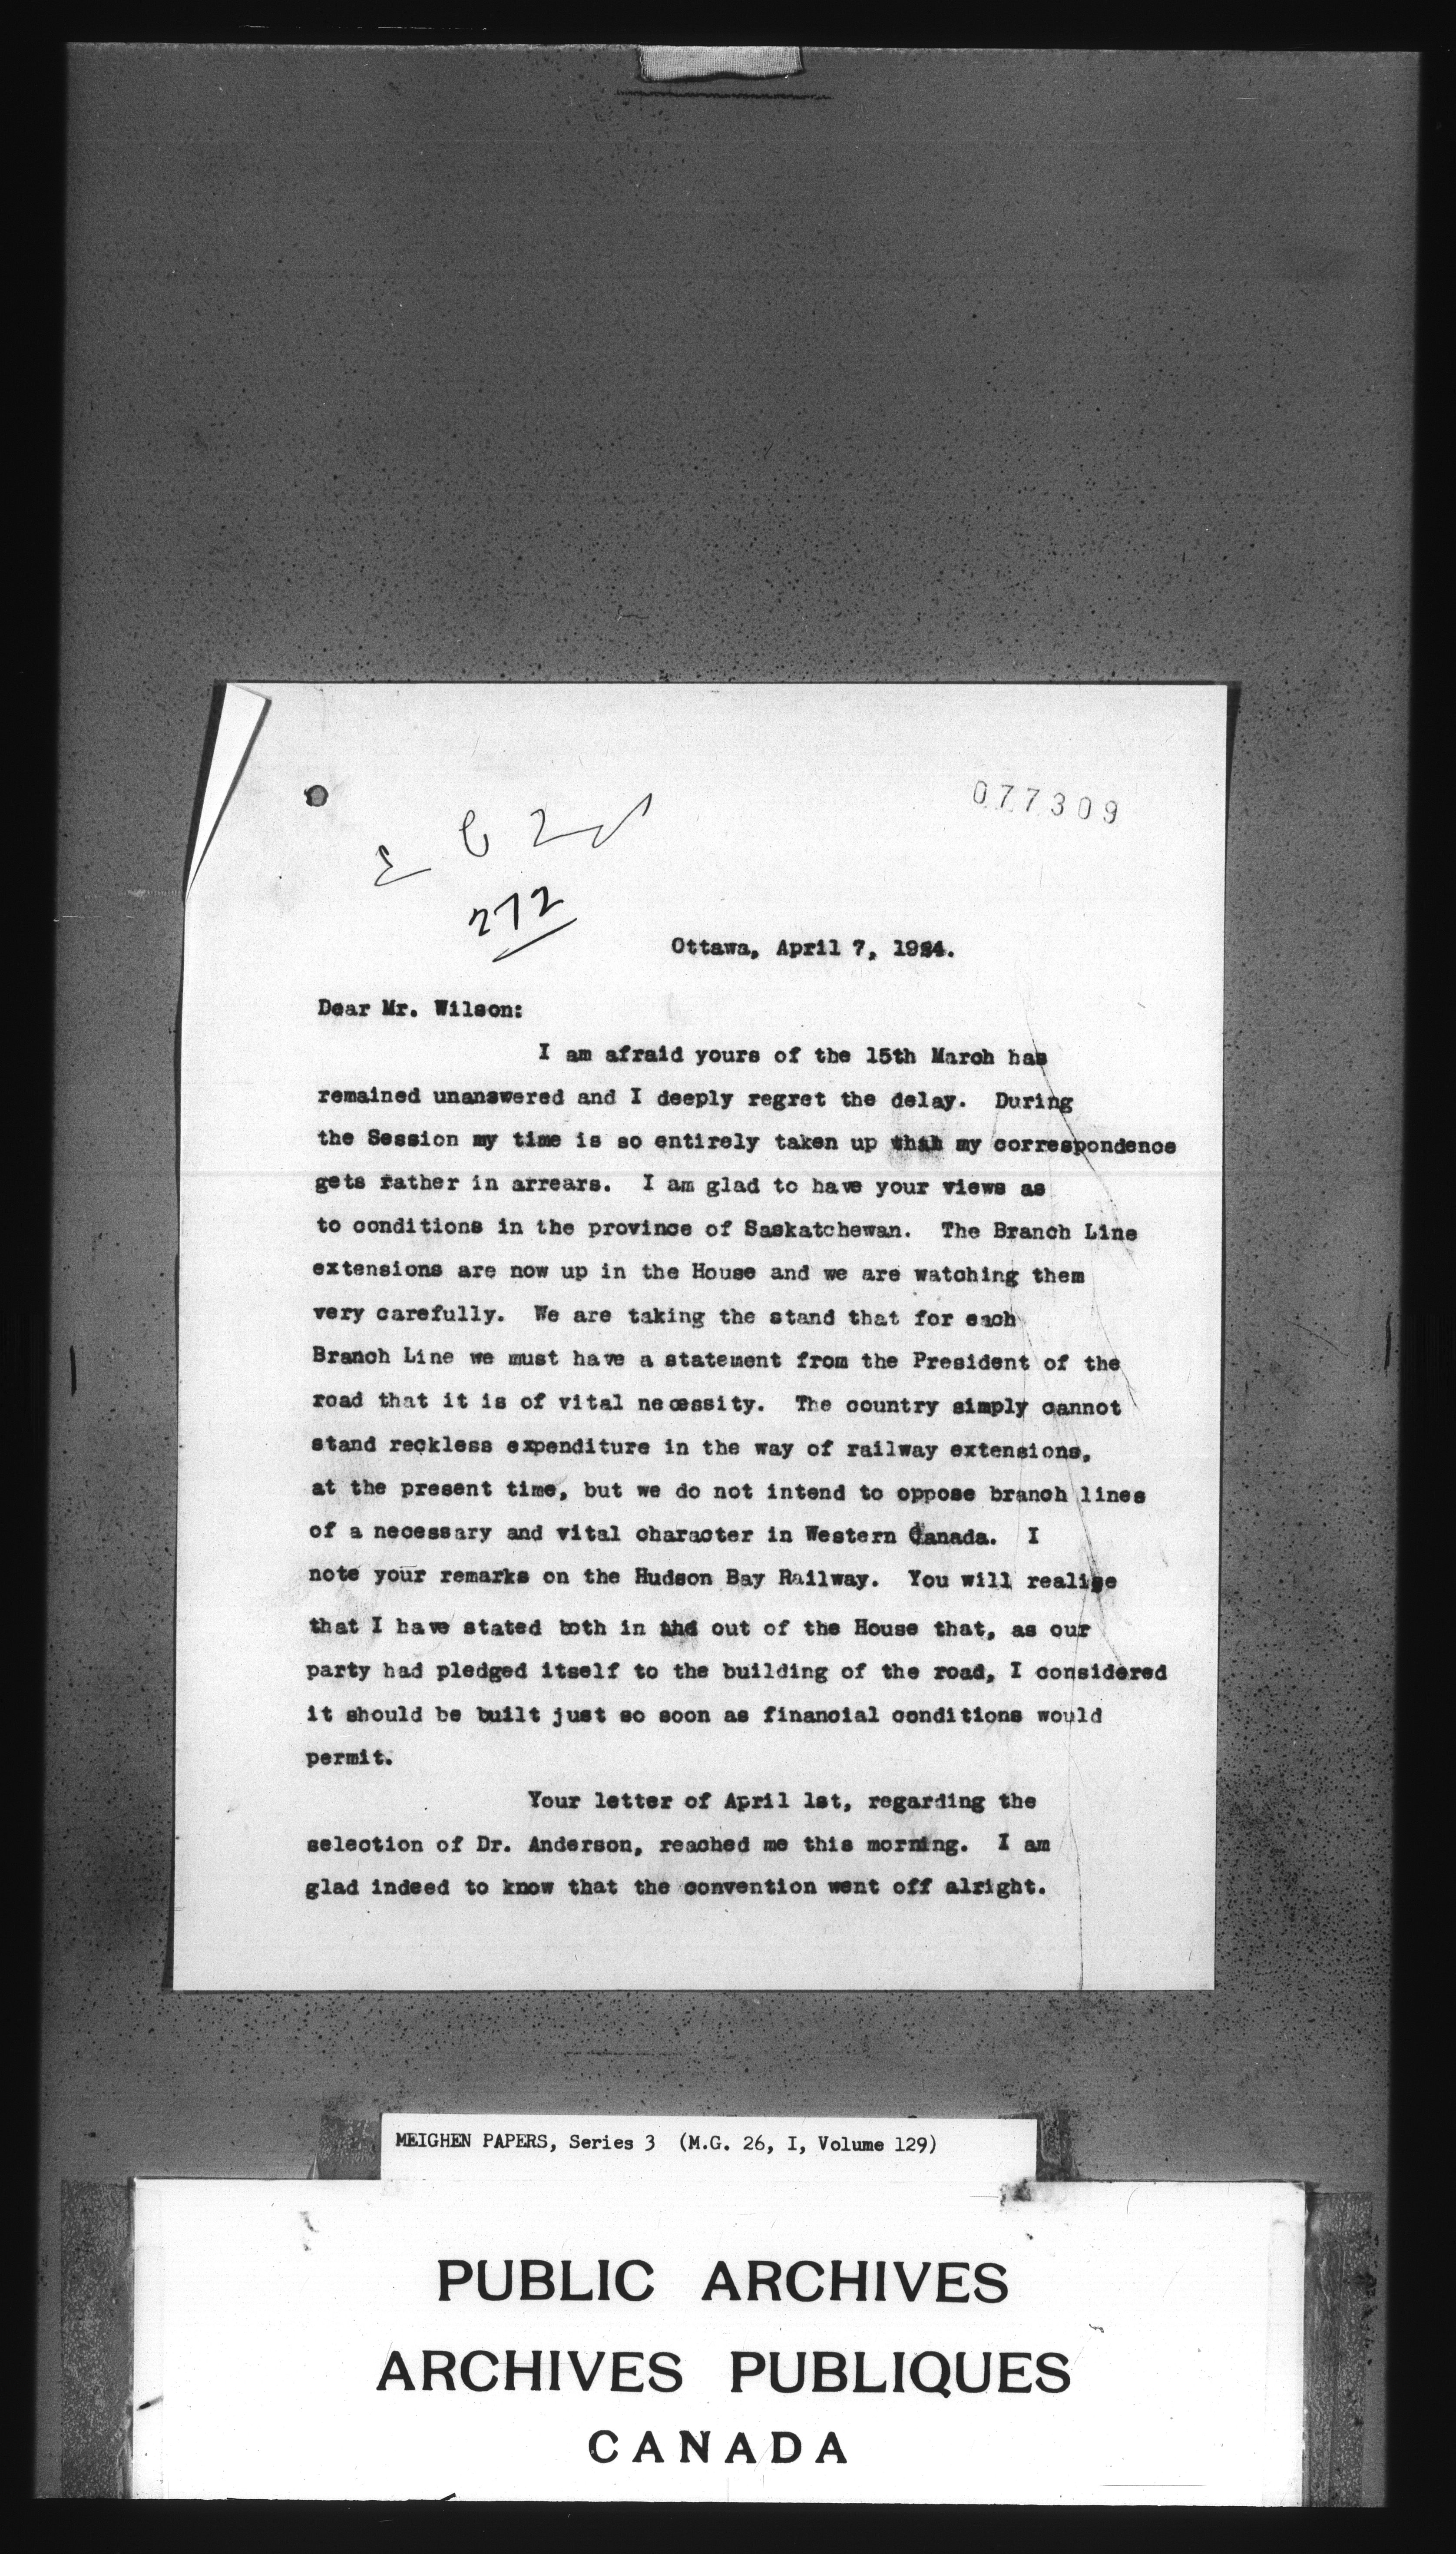 077309
272
Ottawa, April 7, 1924.
Dear Mr. Wilson:
I am afraid yours of the 15th March has
remained unanswered and I deeply regret the delay. During
the Session my time is so entirely taken up that my correspondence
gets rather in arrears. I am glad to have your views as
to conditions in the province of Saskatchewan. The Branch Line
extensions are now up in the House and we are watching them
very carefully. We are taking the stand that for each
Branch Line we must have a statement from the President of the
road that it is of vital necessity. The country simply cannot
stand reckless expenditure in the way of railway extensions,
at the present time, but we do not intend to oppose branch lines
of a necessary and vital character in Western Canada. I
note your remarks on the Hudson Bay Railway. You will realise
that I have stated both in and out of the House that, as our
party had pledged itself to the building of the road, I considered
it should be built just so soon as financial conditions would
permit.
Your letter of April 1st, regarding the
selection of Dr. Anderson, reached me this morning. I am
glad indeed to know that the convention went off alright.
MEIGHEN PAPERS, Series 3 (M.G. 26, I, Volume 129)
PUBLIC ARCHIVES
ARCHIVES PUBLIQUES
CANADA